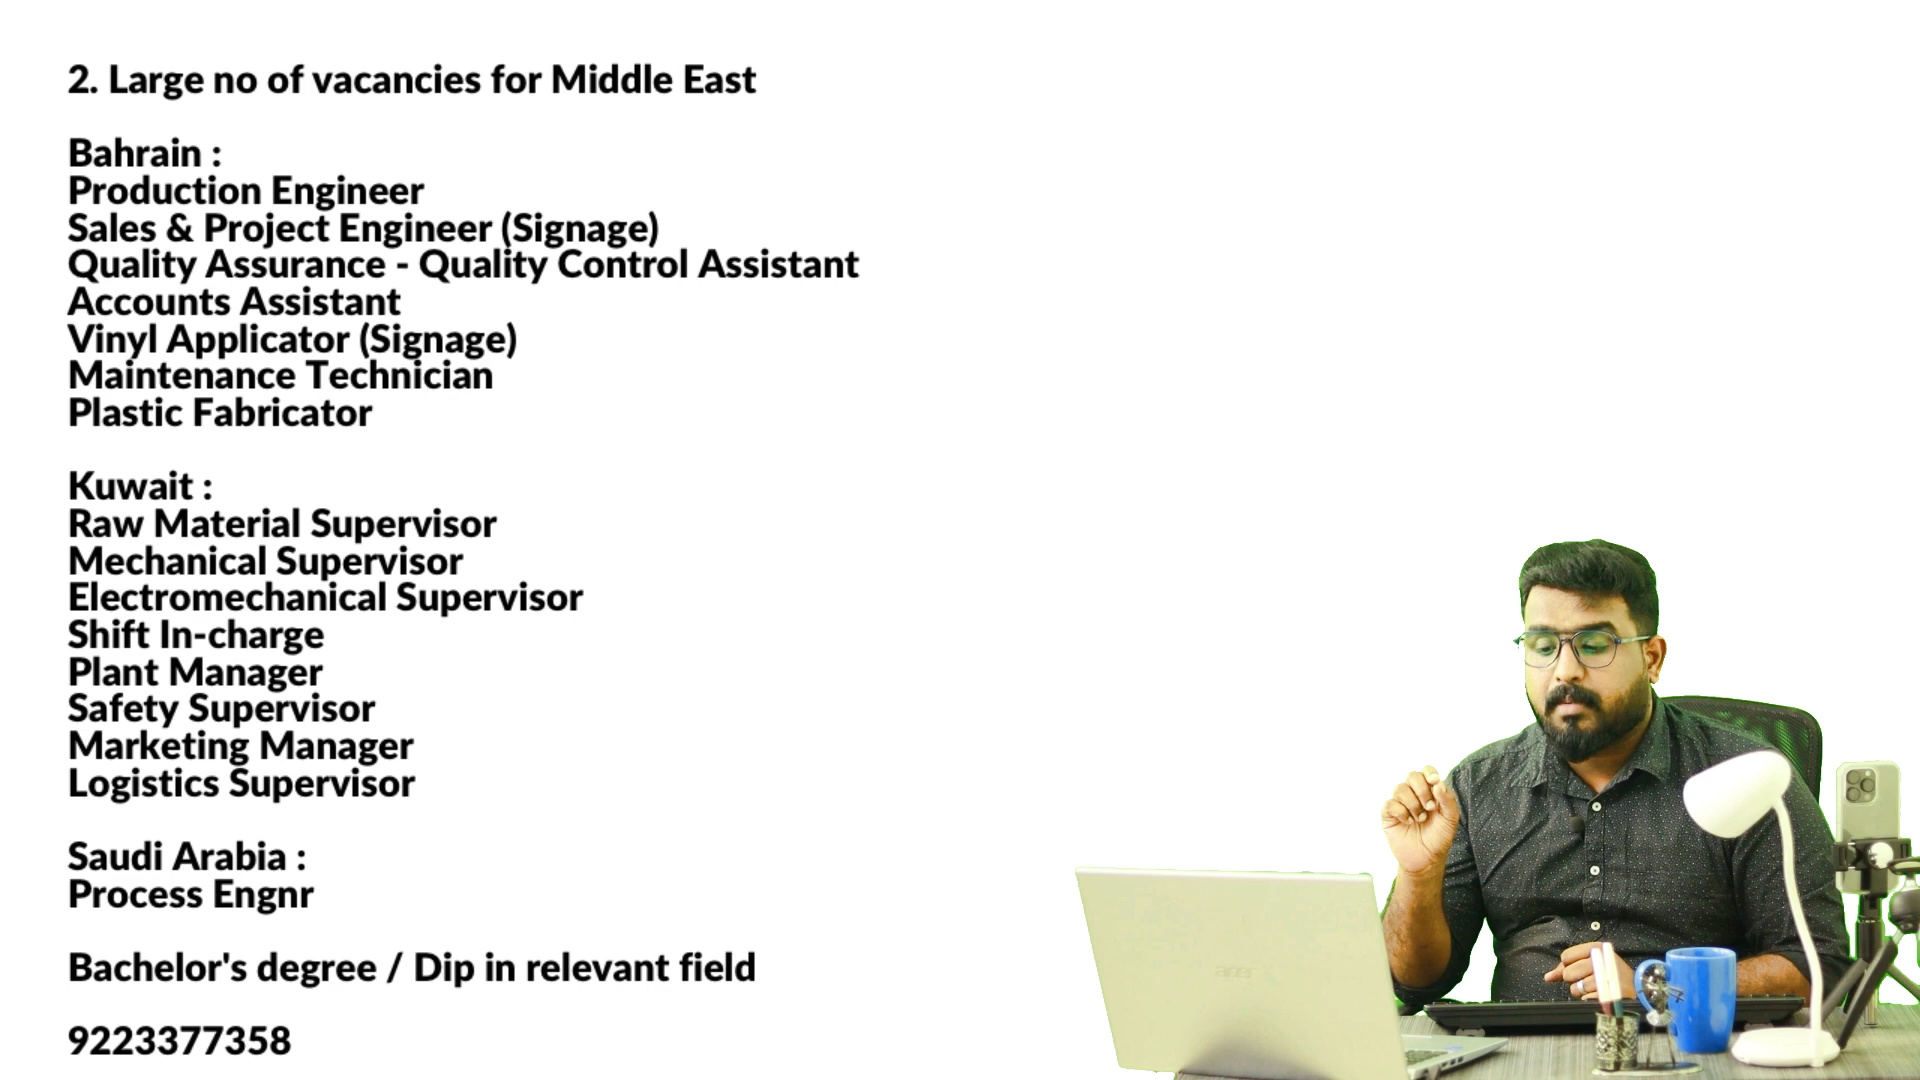 2. Large no of vacancies for Middle East
Bahrain :
Production Engineer
Sales & Project Engineer (Signage)
Quality Assurance - Quality Control Assistant
Accounts Assistant
Vinyl Applicator (Signage)
Maintenance Technician
Plastic Fabricator
Kuwait :
Raw Material Supervisor
Mechanical Supervisor
Electromechanical Supervisor
Shift In-charge
Plant Manager
Safety Supervisor
Marketing Manager
Logistics Supervisor
Saudi Arabia :
Process Engnr
Bachelor's degree / Dip in relevant field
9223377358
acer